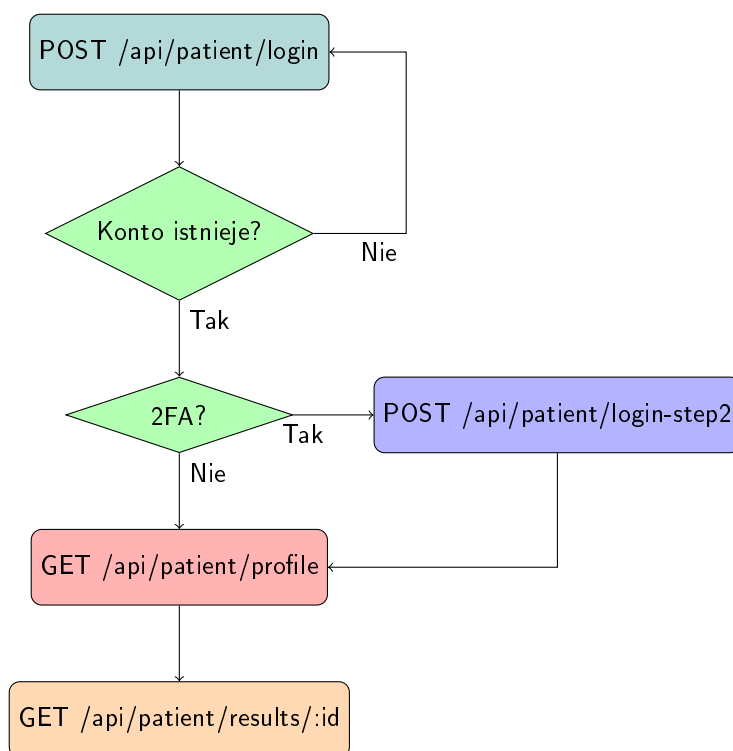 POST /api/patient/login
Konto istnieje?
Nie
Tak
2FA?
Tak
POST /api/patient/login-step2
Nie
GET /api/patient/profile
GET /api/patient/results/:id